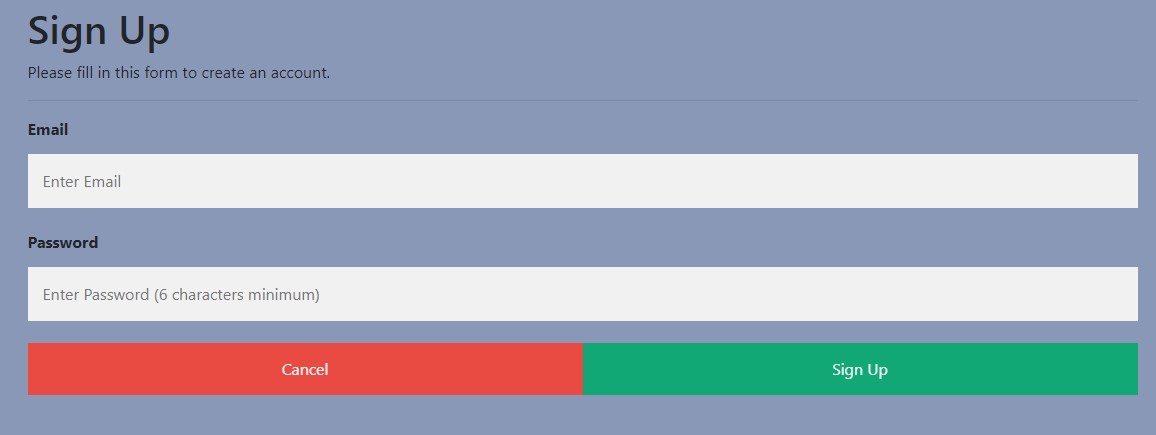 Sign Up
Please fill in this form to create an account.
Email
Enter Email
Password
Enter Password (6 characters minimum)
Cancel
Sign Up